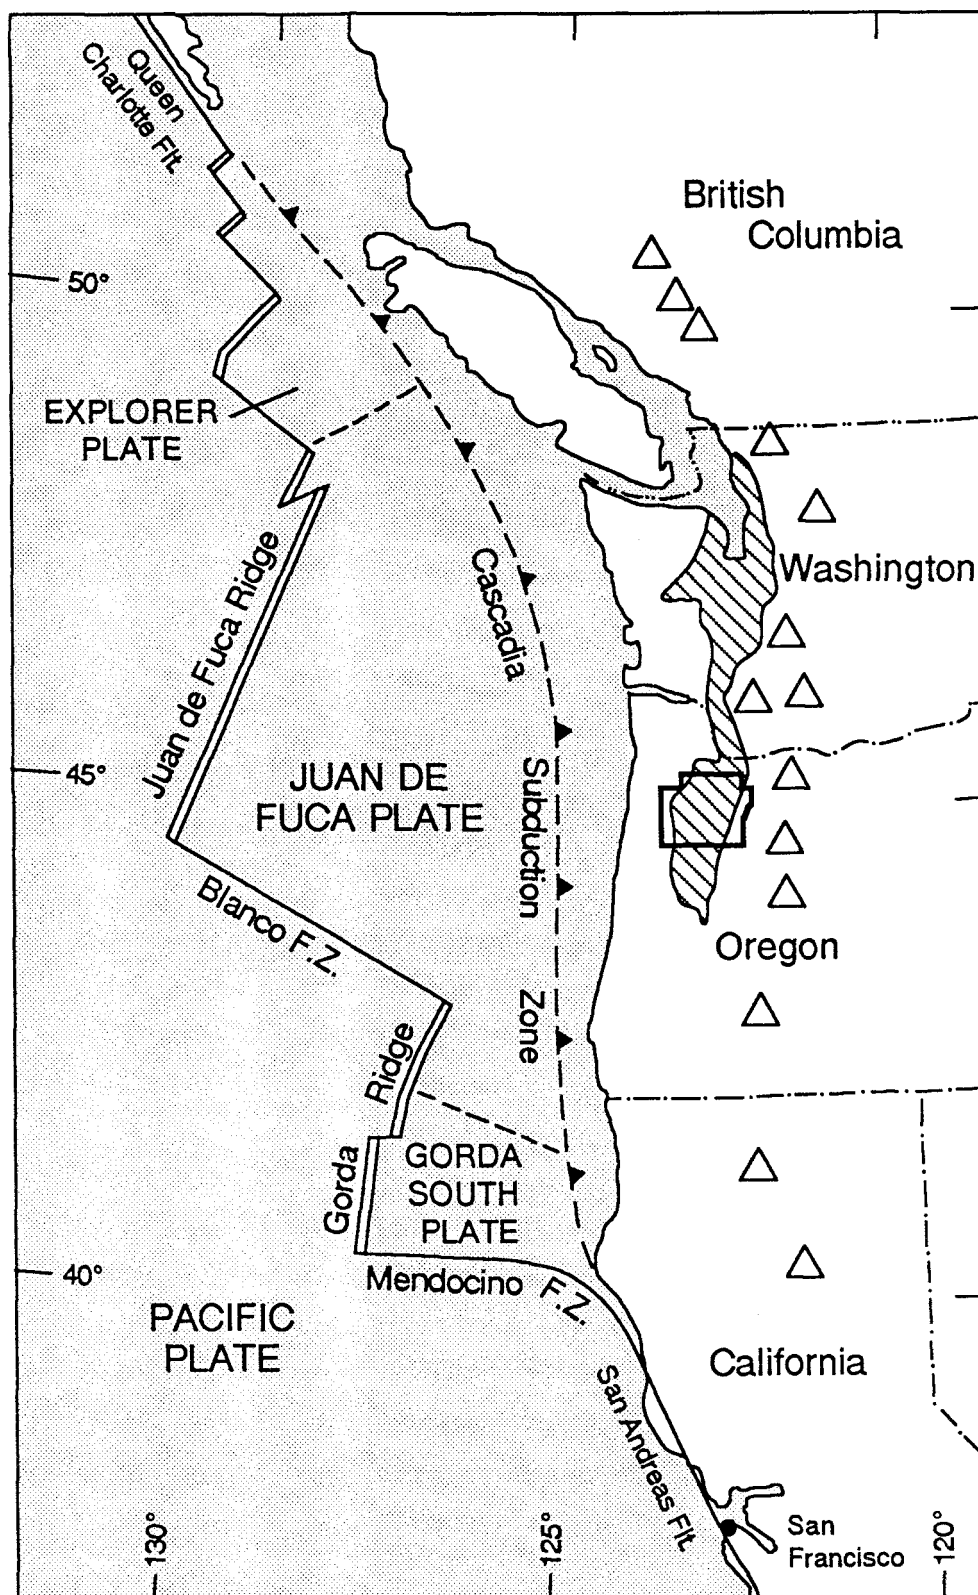 Queen
Charlotte Flt.
British
Columbia
50°
EXPLORER
PLATE
Washington
Juan de Fuca Ridge
Cascadia
Subduction
Zone
45°
JUAN DE
FUCA PLATE
Blanco F.Z.
Oregon
Ridge
Gorda
GORDA
SOUTH
PLATE
40°
Mendocino F.Z.
PACIFIC
PLATE
California
San Andreas Flt.
San
Francisco
130°
125°
120°